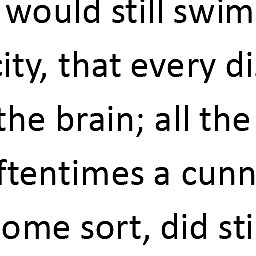 would still swim
city, that every di
the brain; all the
ftentimes a cunn
ome sort, did sti